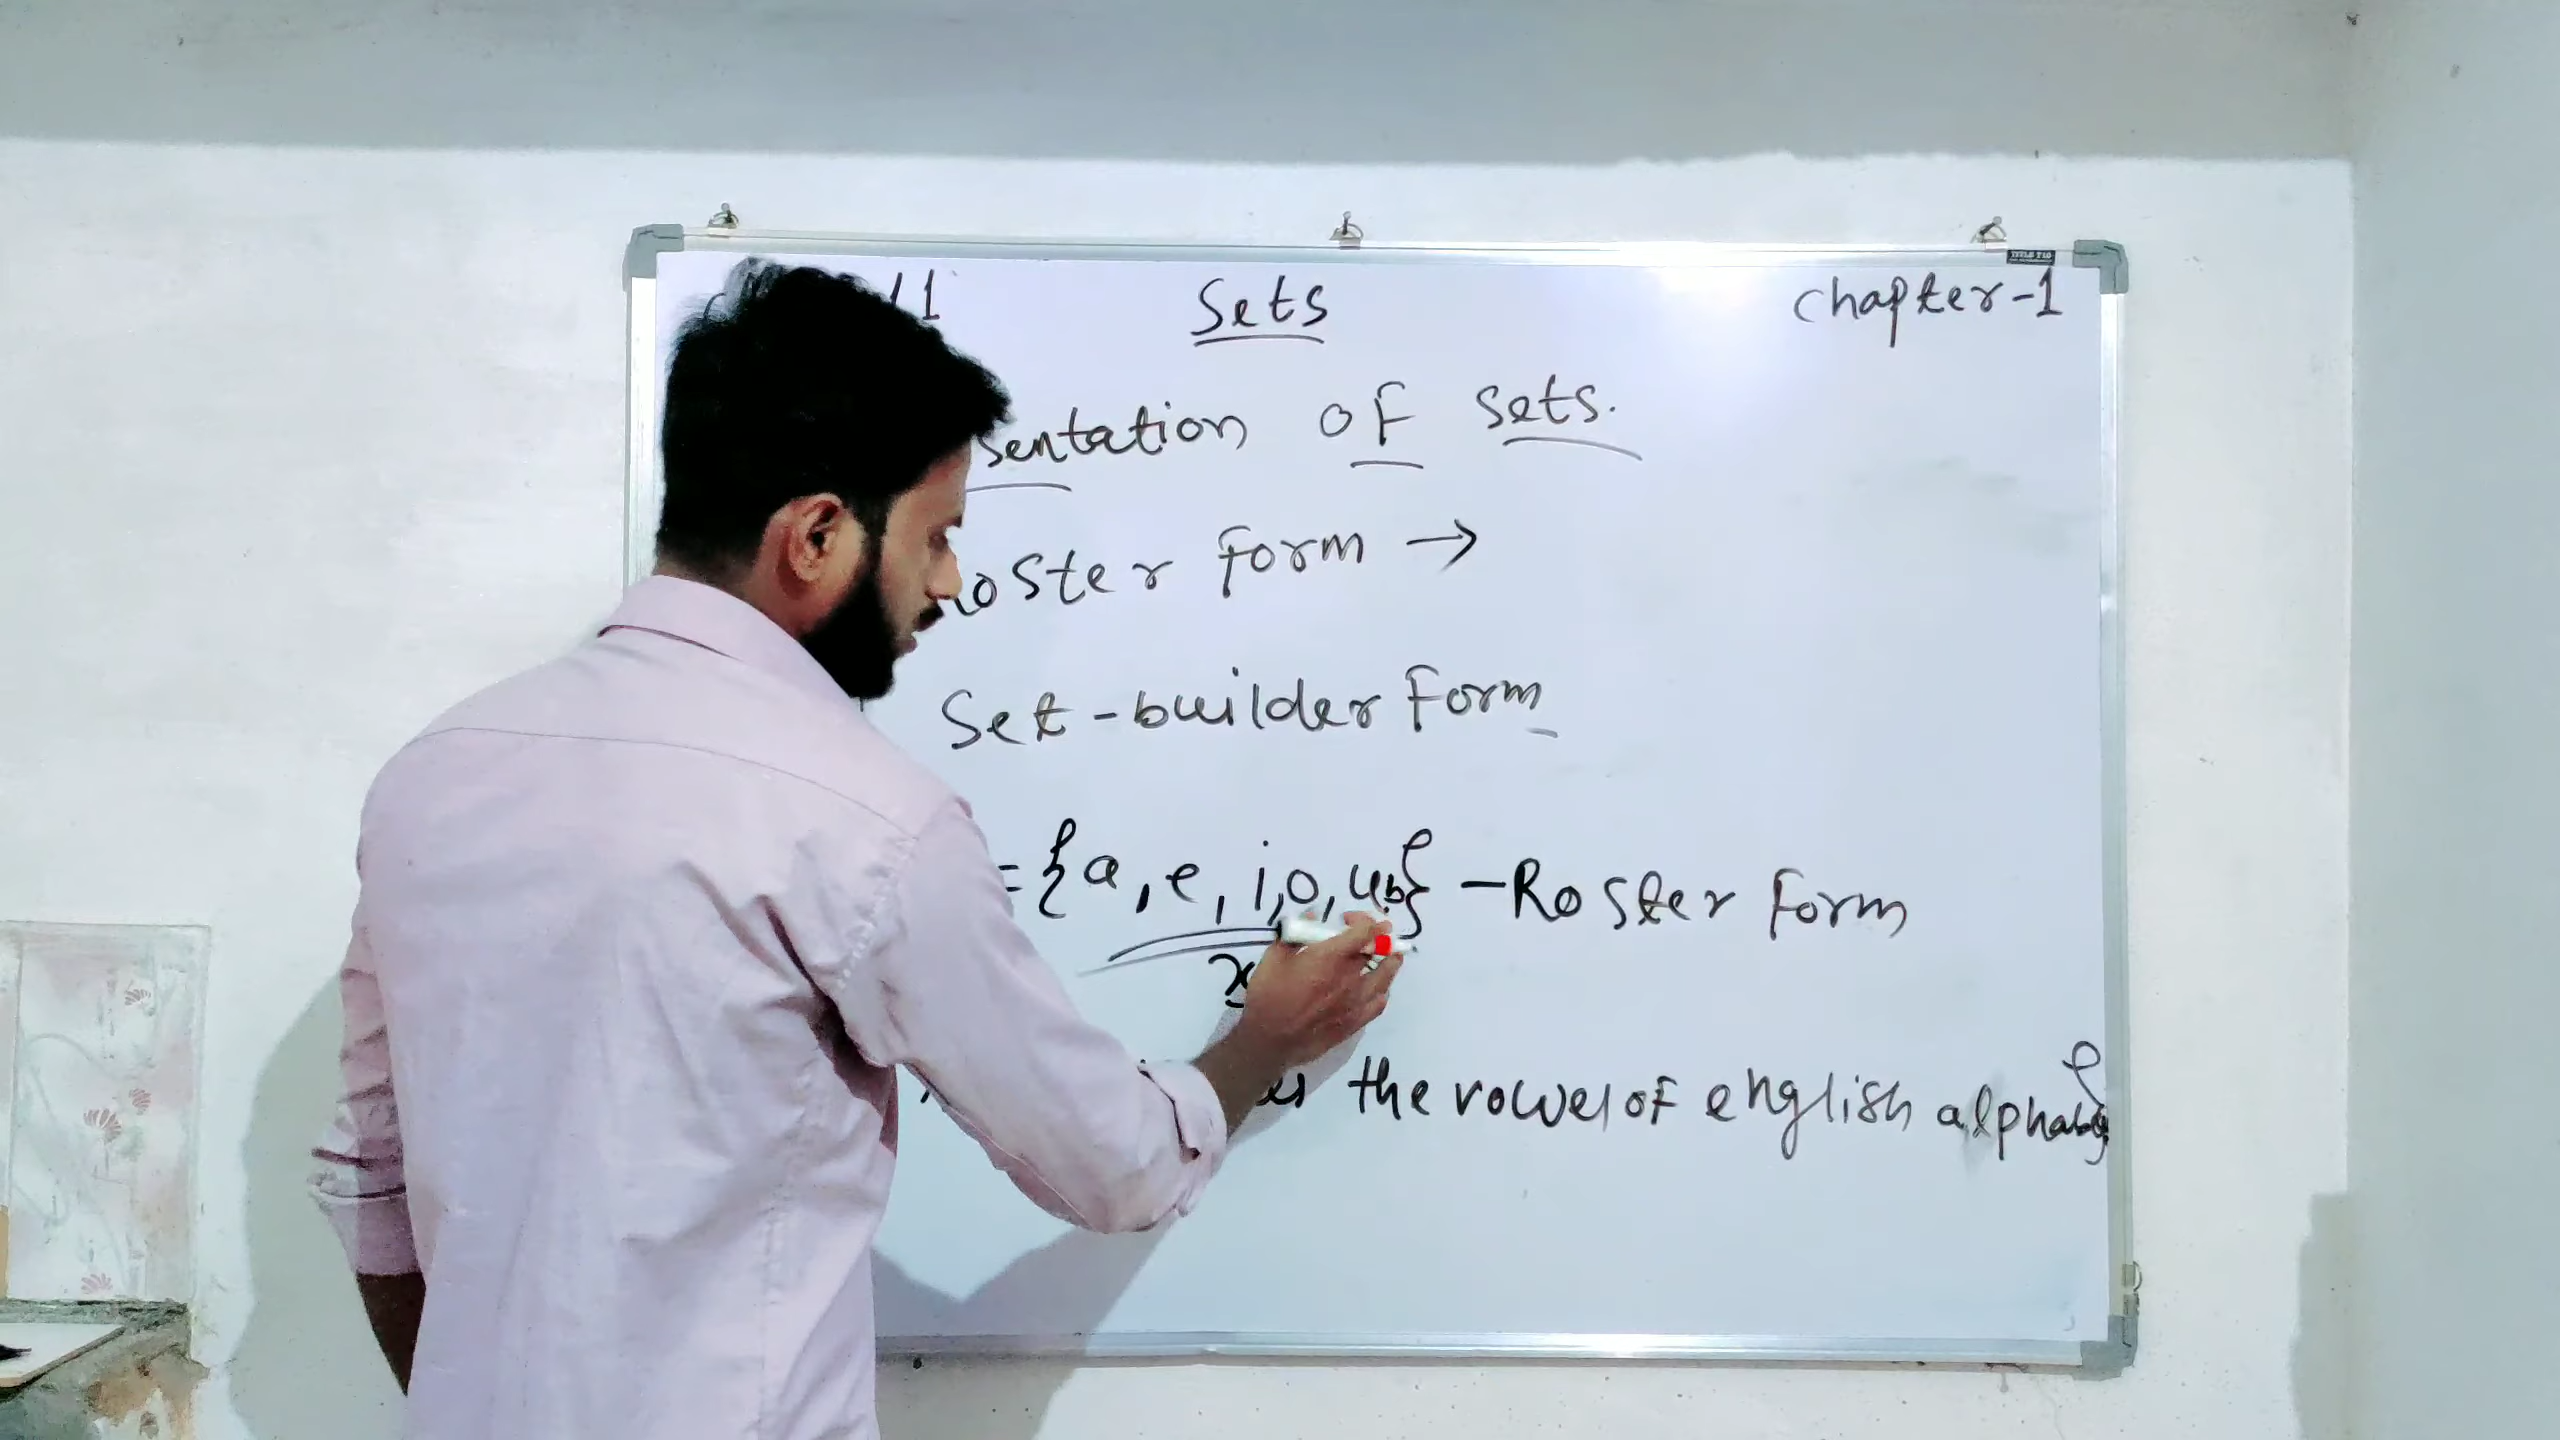 11 Sets Chapter-1
sentation of sets.
oster form →
Set-builder form
= {a, e, i, o, u, b} - Roster form
x
the vowel of english alphabet}